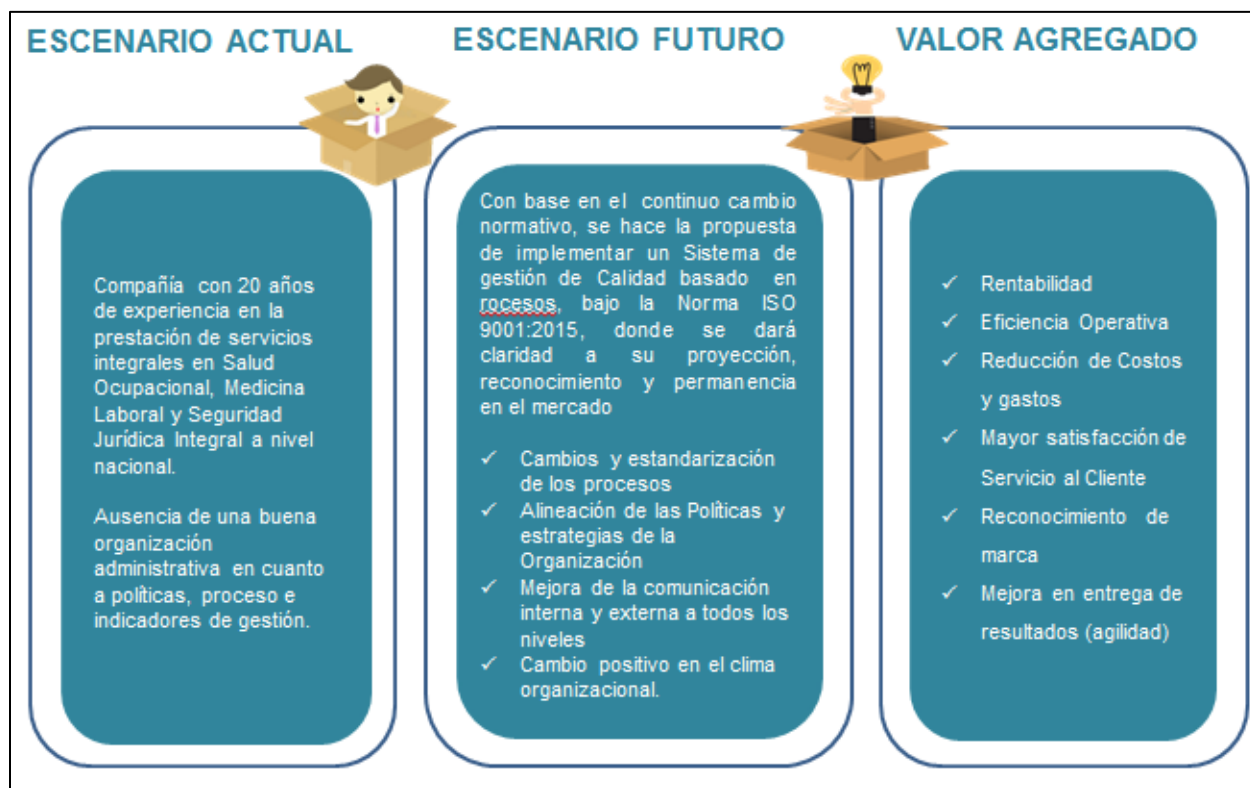 ESCENARIO ACTUAL
ESCENARIO FUTURO
VALOR AGREGADO
Compañía con 20 años
de experiencia en la
prestación de servicios
integrales en Salud
Ocupacional, Medicina
Laboral y Seguridad
Jurídica Integral a nivel
nacional.
Ausencia de una buena
organización
administrativa en cuanto
a políticas, proceso e
indicadores de gestión.
Con base en el continuo cambio
normativo, se hace la propuesta
de implementar un Sistema de
gestión de Calidad basado en
rocesos, bajo la Norma ISO
9001:2015, donde se dará
claridad a su proyección,
reconocimiento y permanencia
en el mercado
✓ Cambios y estandarización
de los procesos
✓ Alineación de las Políticas y
estrategias de la
Organización
✓ Mejora de la comunicación
interna y externa a todos los
niveles
✓ Cambio positivo en el clima
organizacional.
✓ Rentabilidad
✓ Eficiencia Operativa
✓ Reducción de Costos
y gastos
✓ Mayor satisfacción de
Servicio al Cliente
✓ Reconocimiento de
marca
✓ Mejora en entrega de
resultados (agilidad)